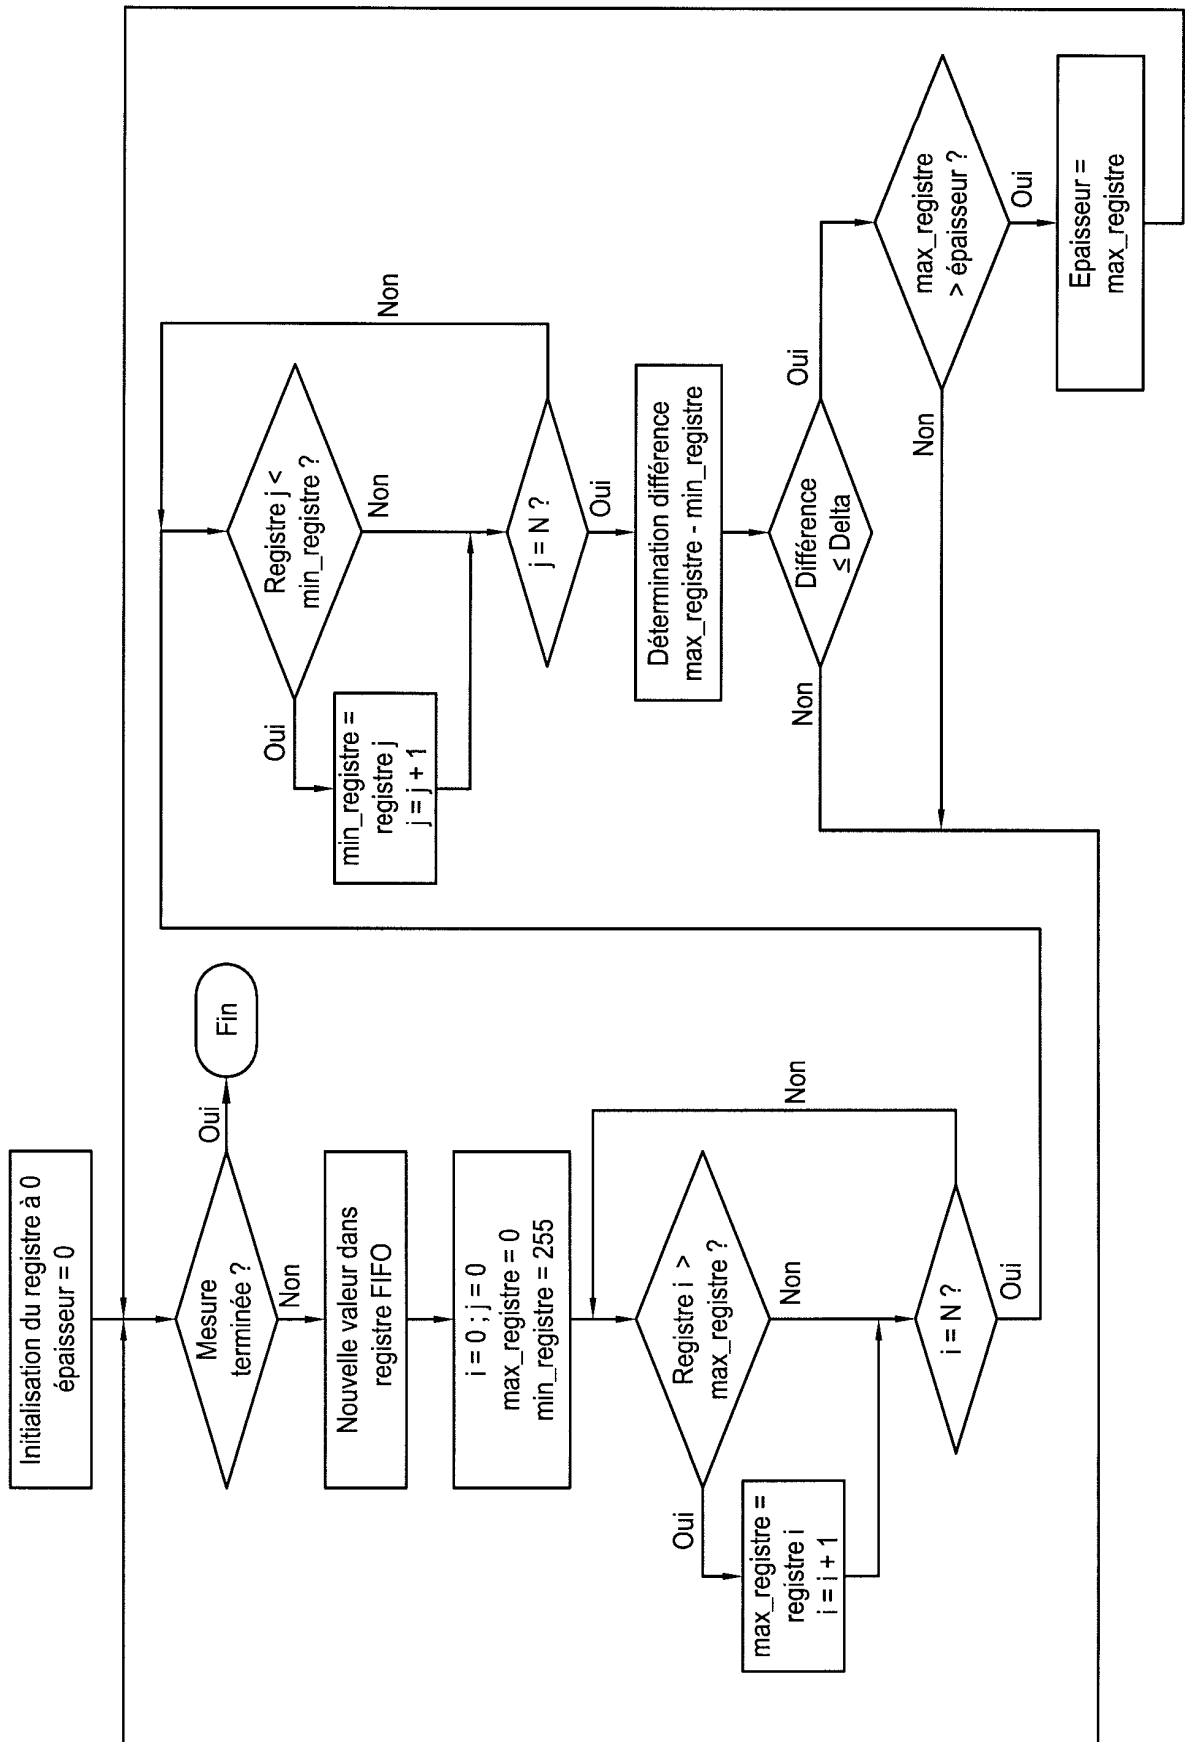 Initialisation du registre à 0
épaisseur = 0
Mesure
terminée ?
Oui
Fin
Non
Nouvelle valeur dans
registre FIFO
i = 0 ; j = 0
max_registre = 0
min_registre = 255
Registre i >
max_registre ?
Oui
max_registre =
registre i
i = i + 1
Non
Non
i = N ?
Oui
Registre j <
min_registre ?
Oui
min_registre =
registre j
j = j + 1
Non
Non
j = N ?
Oui
Détermination différence
max_registre - min_registre
Différence
≤ Delta
Non
Oui
max_registre
> épaisseur ?
Non
Oui
Epaisseur =
max_registre